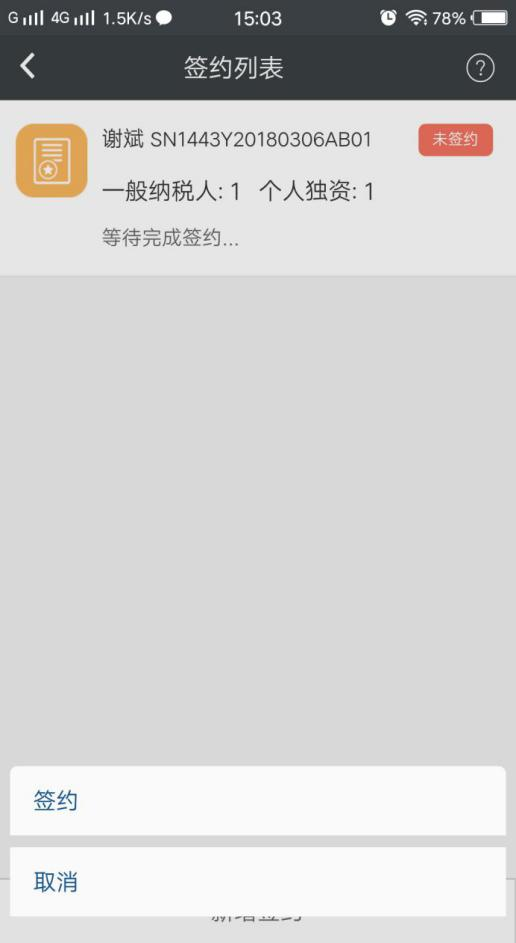 G 4G 1.5K/s 15:03 78%
签约列表 ?
谢斌 SN1443Y20180306AB01 未签约
一般纳税人: 1 个人独资: 1
等待完成签约...
签约
取消